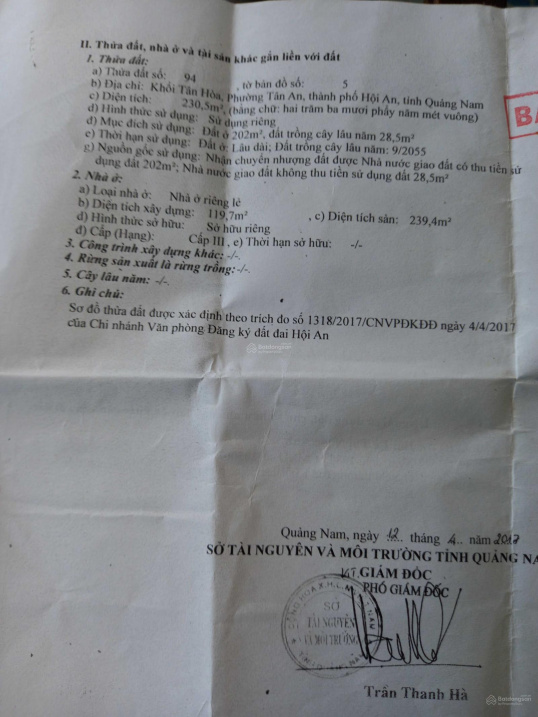 II. Thửa đất, nhà ở và tài sản khác gắn liền với đất
1. Thửa đất:
a) Thửa đất số: 94 , tờ bản đồ số: 5
b) Địa chỉ: Khối Tân Hòa, Phường Tân An, thành phố Hội An, tỉnh Quảng Nam
c) Diện tích: 230,5m², (bằng chữ: hai trăm ba mươi phẩy năm mét vuông)
d) Hình thức sử dụng: Sử dụng riêng
đ) Mục đích sử dụng: Đất ở 202m², đất trồng cây lâu năm 28,5m²
e) Thời hạn sử dụng: Đất ở: Lâu dài; Đất trồng cây lâu năm: 9/2055
g) Nguồn gốc sử dụng: Nhận chuyển nhượng đất được Nhà nước giao đất có thu tiền sử
dụng đất 202m²; Nhà nước giao đất không thu tiền sử dụng đất 28,5m²
2. Nhà ở:
a) Loại nhà ở: Nhà ở riêng lẻ
b) Diện tích xây dựng: 119,7m² , c) Diện tích sàn: 239,4m²
d) Hình thức sở hữu: Sở hữu riêng
đ) Cấp (Hạng): Cấp III , e) Thời hạn sở hữu: -/-
3. Công trình xây dựng khác: -/-
4. Rừng sản xuất là rừng trồng: -/-
5. Cây lâu năm: -/-
6. Ghi chú:
Sơ đồ thửa đất được xác định theo trích đo số 1318/2017/CNVPĐKĐĐ ngày 4/4/2017
của Chi nhánh Văn phòng Đăng ký đất đai Hội An
BẢ
Batdongsan
Quảng Nam, ngày 12 tháng 4 năm 2017
SỞ TÀI NGUYÊN VÀ MÔI TRƯỜNG TỈNH QUẢNG NA
KT.GIÁM ĐỐC
PHÓ GIÁM ĐỐC
SỞ
TÀI NGUYÊN
VÀ MÔI TRƯỜNG
Trần Thanh Hà
Batdongsan